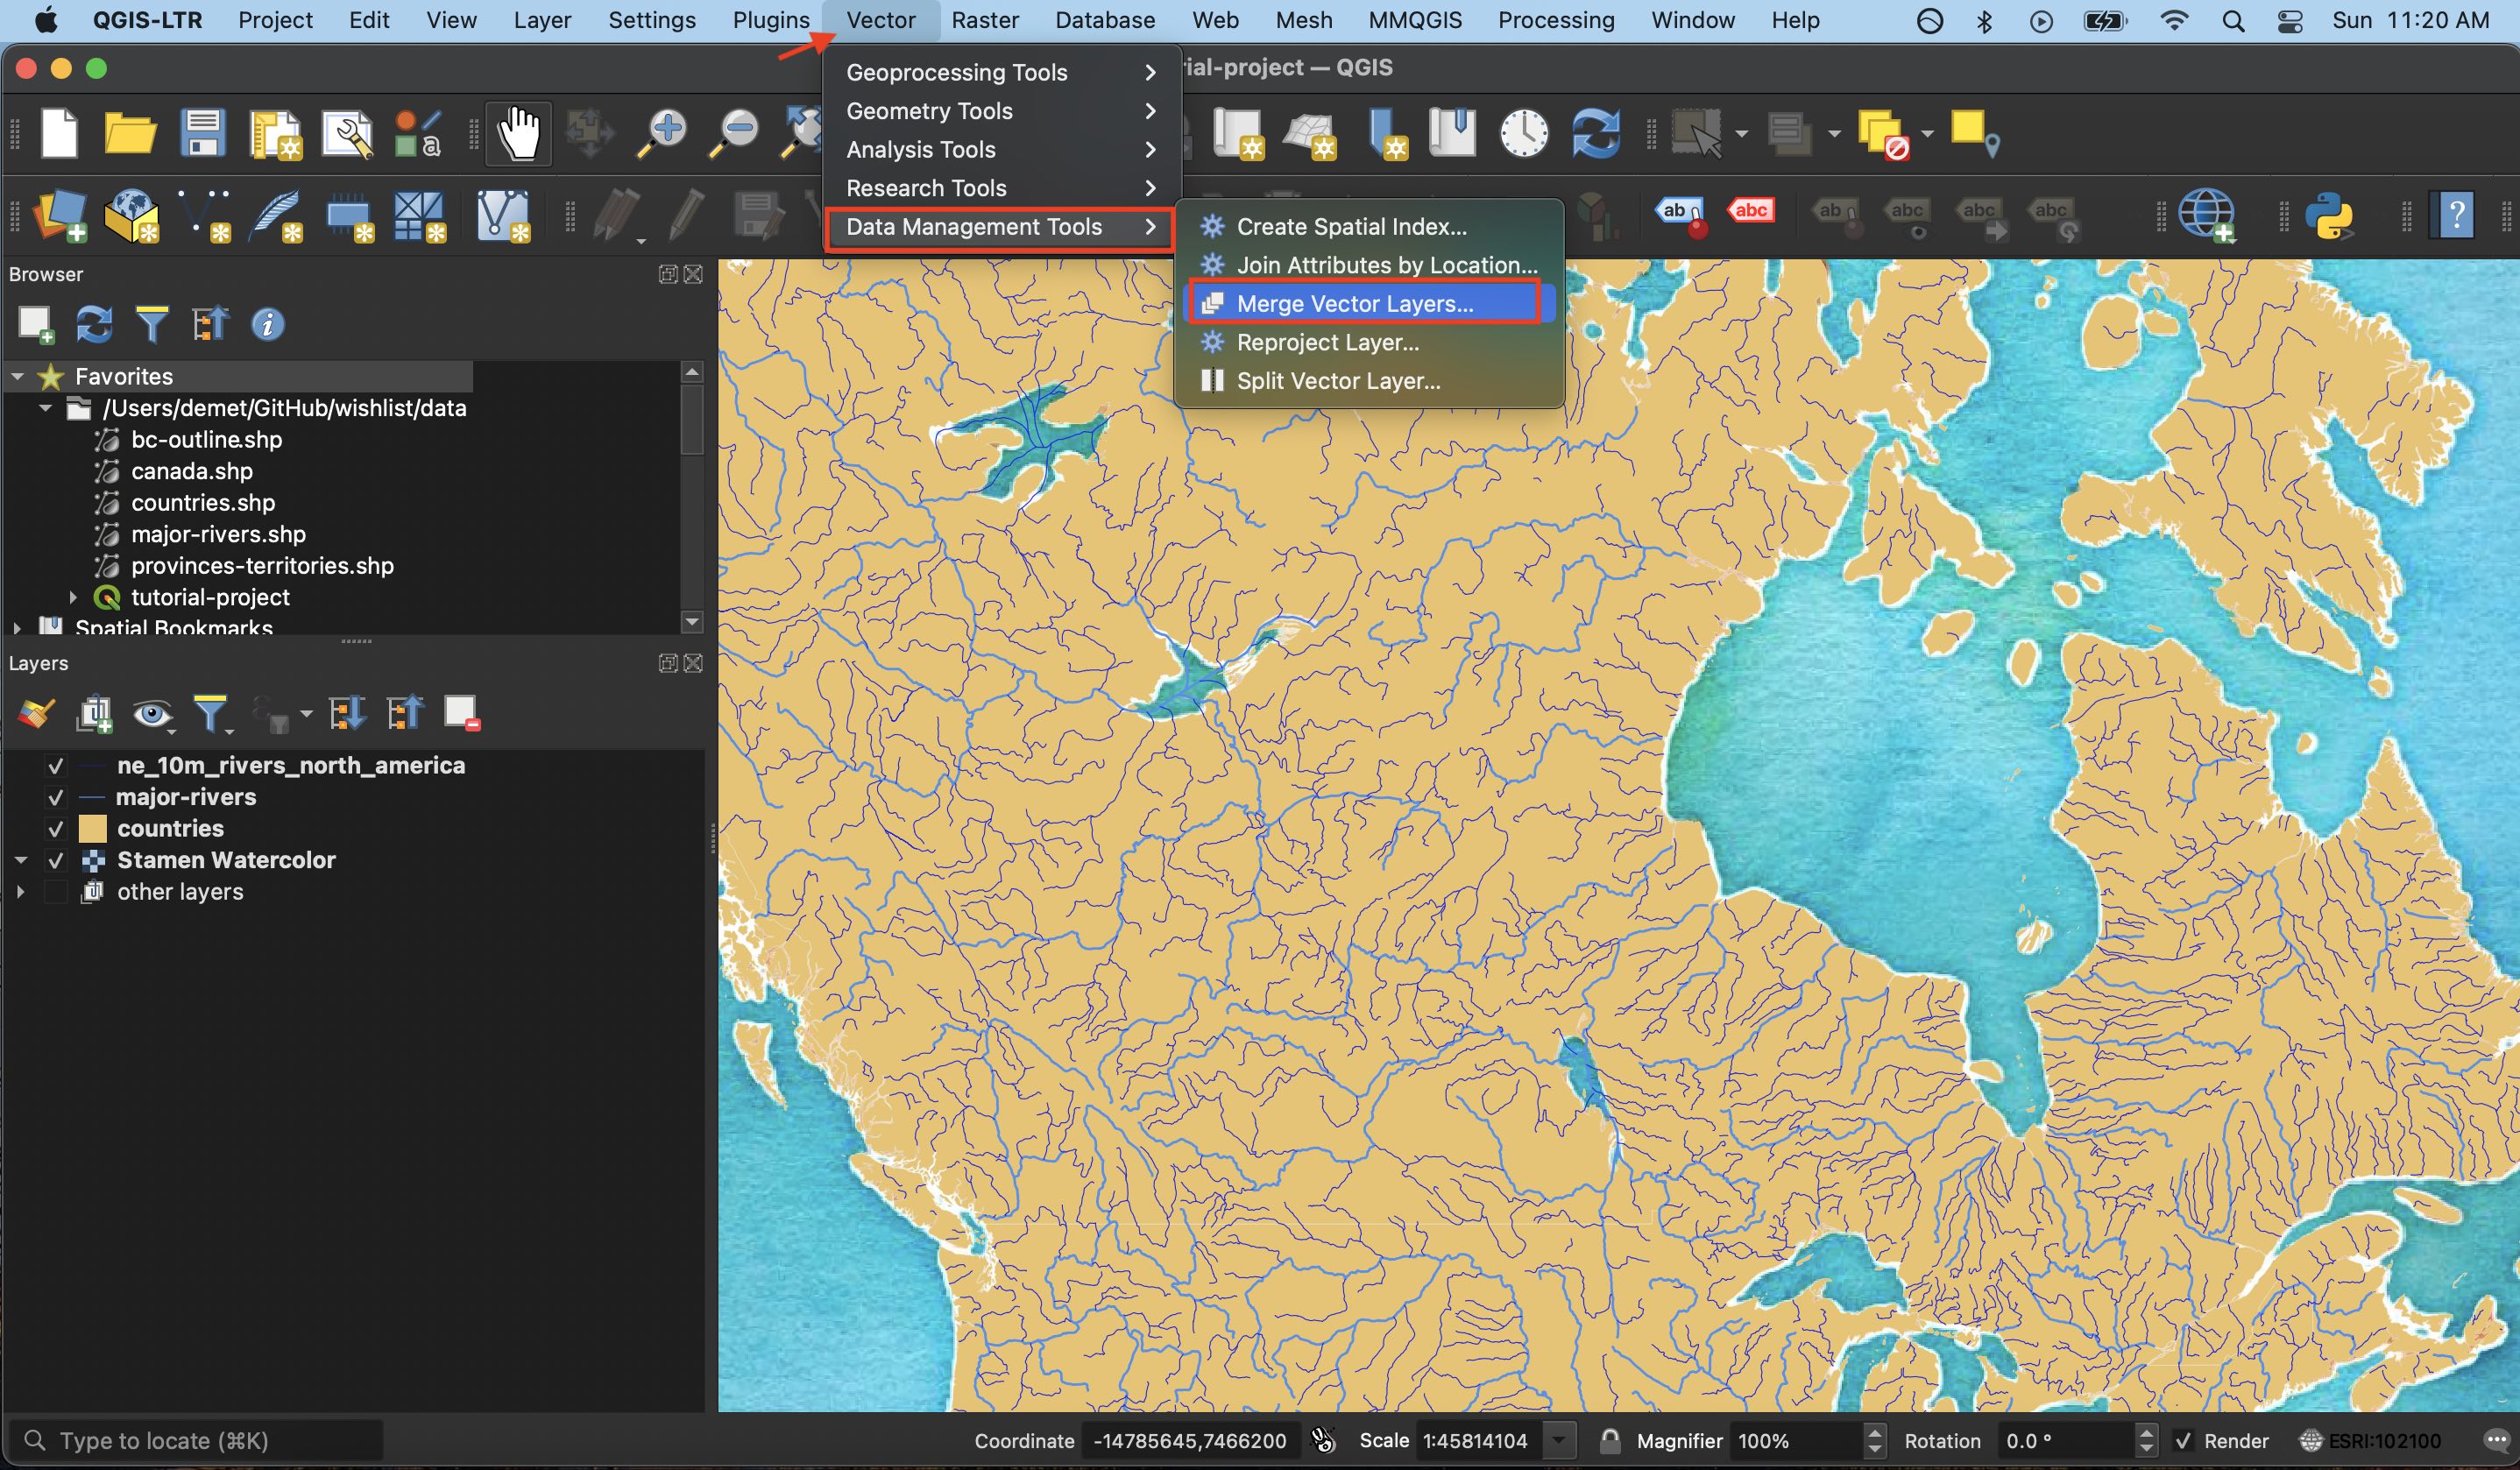 QGIS-LTR Project Edit View Layer Settings Plugins Vector Raster Database Web Mesh MMQGIS Processing Window Help Sun 11:20 AM
ial-project — QGIS
Geoprocessing Tools
Geometry Tools
Analysis Tools
Research Tools
Data Management Tools
Create Spatial Index...
Join Attributes by Location...
Merge Vector Layers...
Reproject Layer...
Split Vector Layer...
a
ab abc ab abc abc abc ?
Browser
Favorites
/Users/demet/GitHub/wishlist/data
bc-outline.shp
canada.shp
countries.shp
major-rivers.shp
provinces-territories.shp
tutorial-project
Spatial Bookmarks
Layers
ne_10m_rivers_north_america
major-rivers
countries
Stamen Watercolor
other layers
Type to locate (⌘K) Coordinate -14785645,7466200 Scale 1:45814104 Magnifier 100% Rotation 0.0 ° Render ESRI:102100